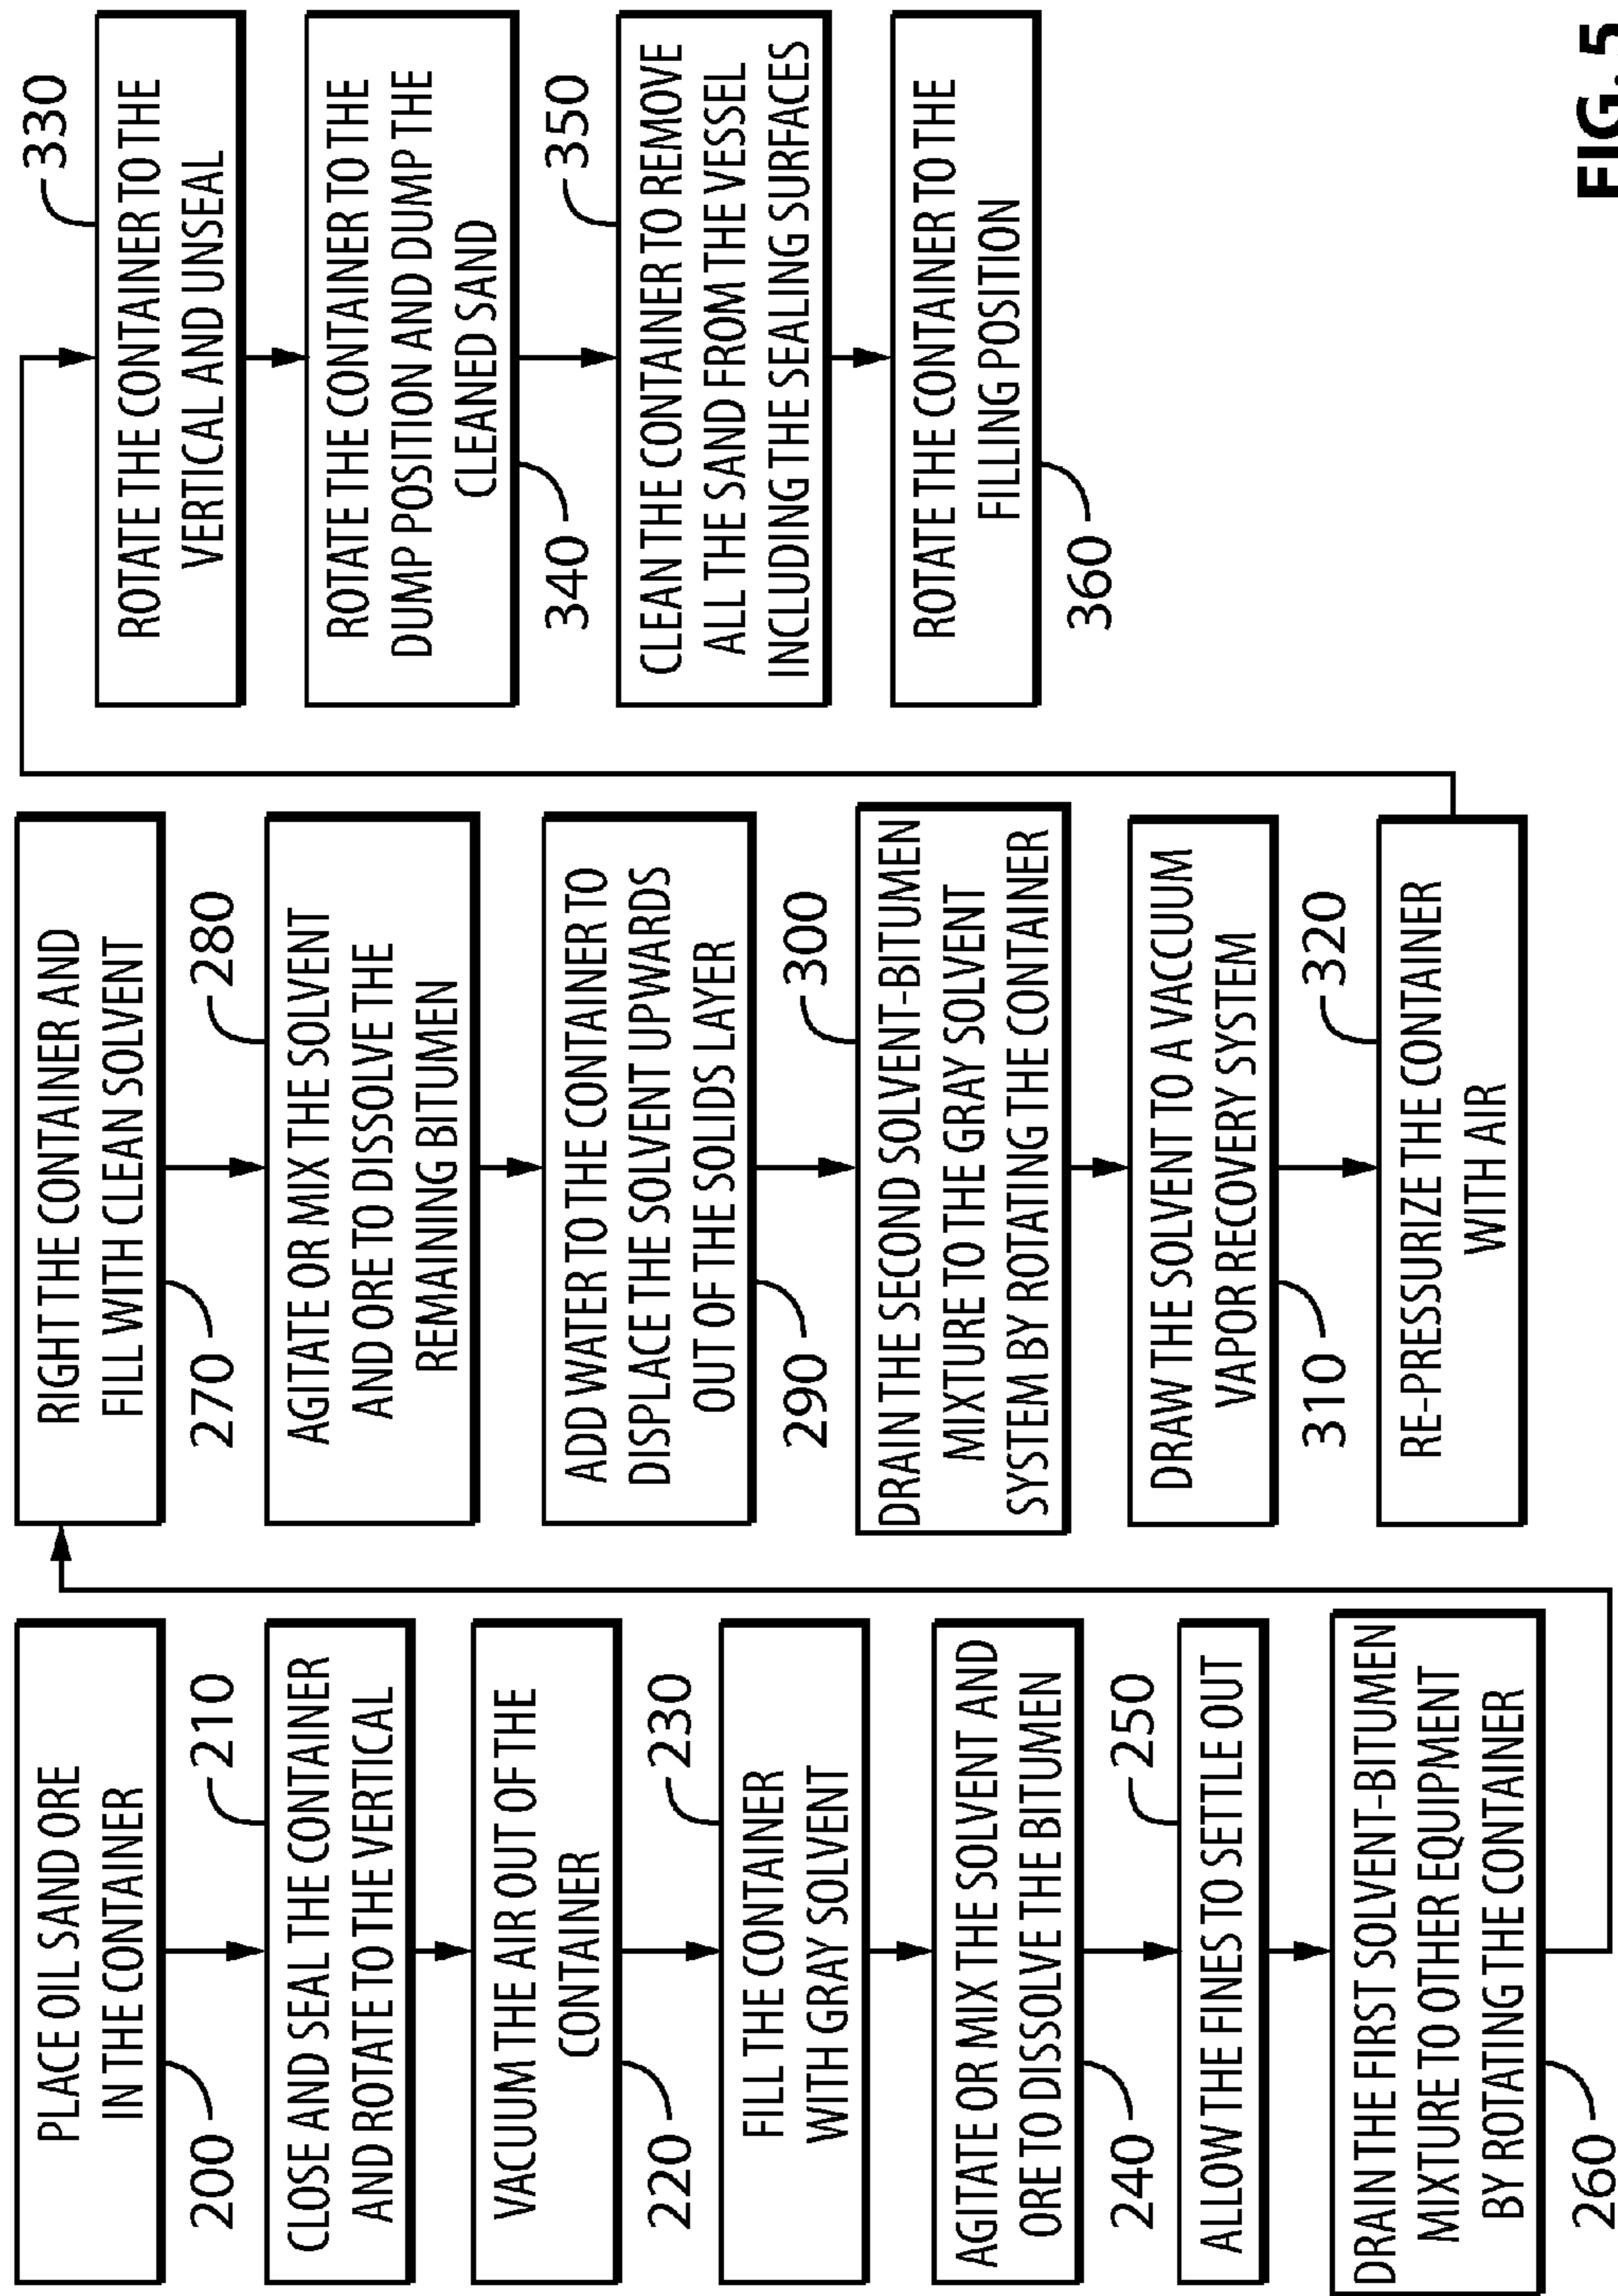 PLACE OIL SAND ORE
IN THE CONTAINER
200
CLOSE AND SEAL THE CONTAINER
AND ROTATE TO THE VERTICAL
210
VACUUM THE AIR OUT OF THE
CONTAINER
220
FILL THE CONTAINER
WITH GRAY SOLVENT
230
AGITATE OR MIX THE SOLVENT AND
ORE TO DISSOLVE THE BITUMEN
240
ALLOW THE FINES TO SETTLE OUT
250
DRAIN THE FIRST SOLVENT-BITUMEN
MIXTURE TO OTHER EQUIPMENT
BY ROTATING THE CONTAINER
260
RIGHT THE CONTAINER AND
FILL WITH CLEAN SOLVENT
270
AGITATE OR MIX THE SOLVENT
AND ORE TO DISSOLVE THE
REMAINING BITUMEN
280
ADD WATER TO THE CONTAINER TO
DISPLACE THE SOLVENT UPWARDS
OUT OF THE SOLIDS LAYER
290
DRAIN THE SECOND SOLVENT-BITUMEN
MIXTURE TO THE GRAY SOLVENT
SYSTEM BY ROTATING THE CONTAINER
300
DRAW THE SOLVENT TO A VACCUUM
VAPOR RECOVERY SYSTEM
310
RE-PRESSURIZE THE CONTAINER
WITH AIR
320
ROTATE THE CONTAINER TO THE
VERTICAL AND UNSEAL
330
ROTATE THE CONTAINER TO THE
DUMP POSITION AND DUMP THE
CLEANED SAND
340
CLEAN THE CONTAINER TO REMOVE
ALL THE SAND FROM THE VESSEL
INCLUDING THE SEALING SURFACES
350
ROTATE THE CONTAINER TO THE
FILLING POSITION
360
FIG. 5